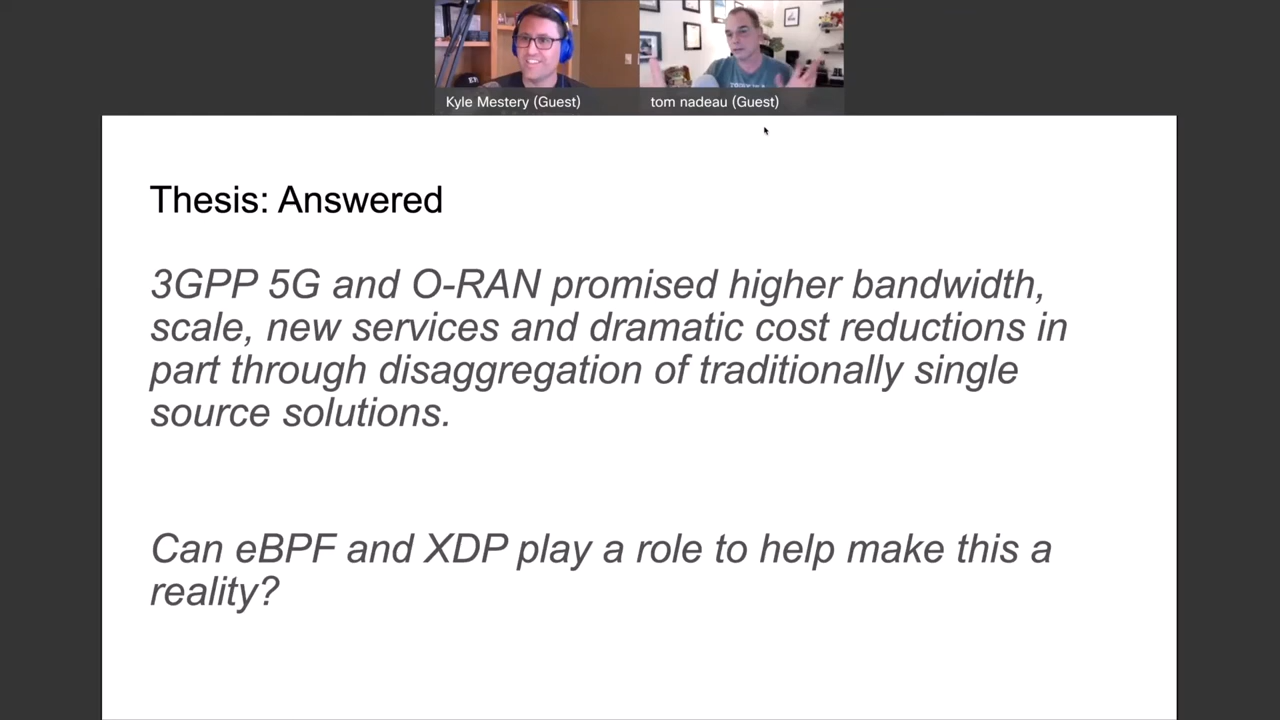 Kyle Mestery (Guest)
tom nadeau (Guest)
Thesis: Answered
3GPP 5G and O-RAN promised higher bandwidth,
scale, new services and dramatic cost reductions in
part through disaggregation of traditionally single
source solutions.
Can eBPF and XDP play a role to help make this a
reality?